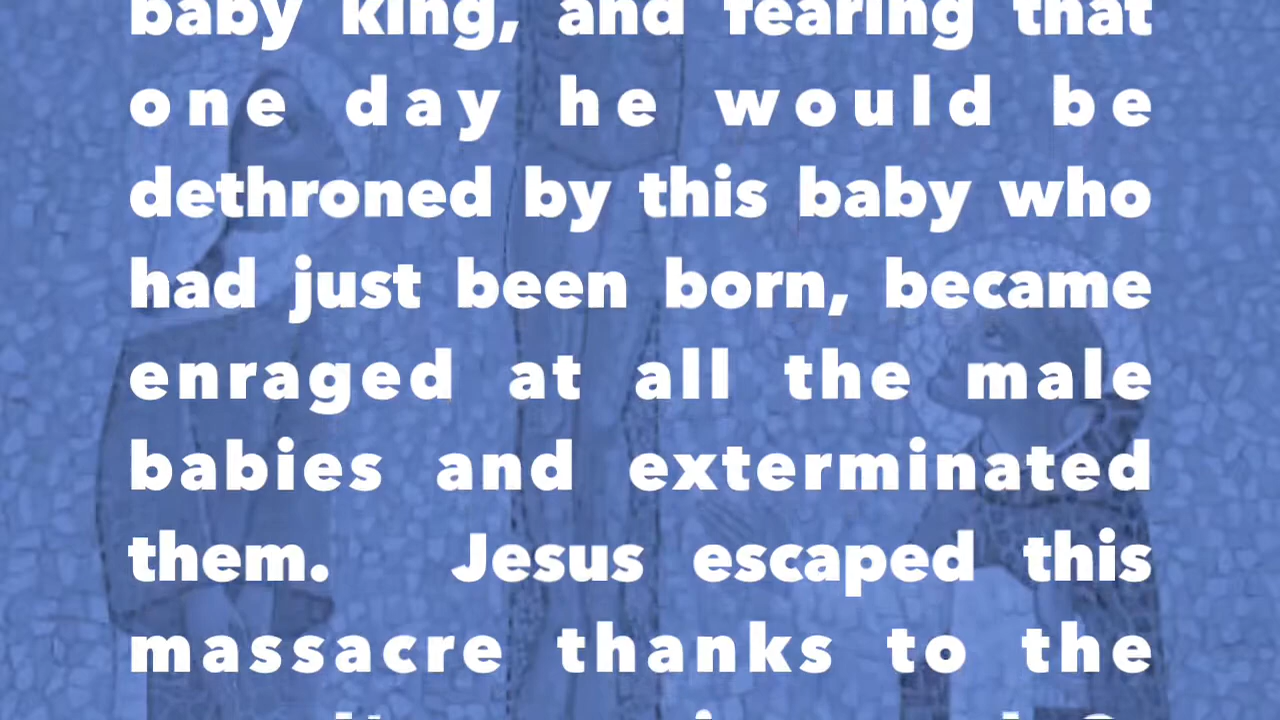 baby king, and fearing that
one day he would be
dethroned by this baby who
had just been born, became
enraged at all the male
babies and exterminated
them. Jesus escaped this
massacre thanks to the